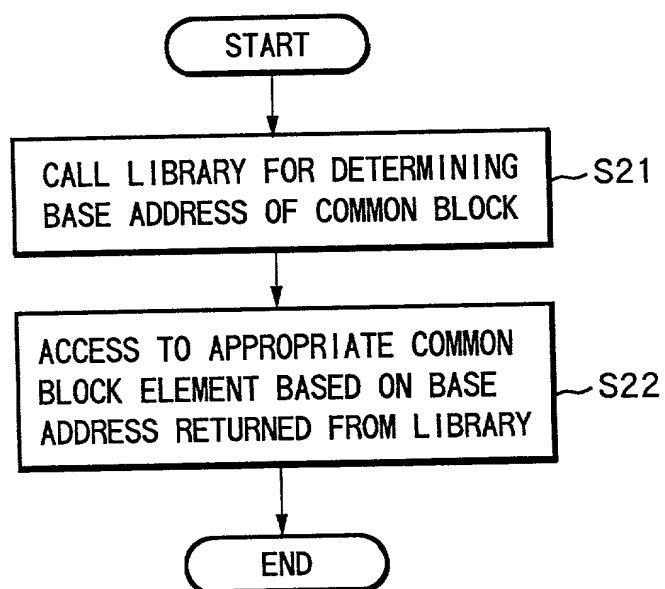 START
CALL LIBRARY FOR DETERMINING
BASE ADDRESS OF COMMON BLOCK
S21
ACCESS TO APPROPRIATE COMMON
BLOCK ELEMENT BASED ON BASE
ADDRESS RETURNED FROM LIBRARY
S22
END